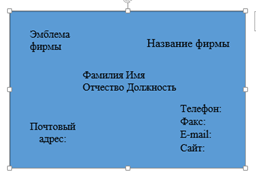 Эмблема
фирмы
Название фирмы
Фамилия Имя
Отчество Должность
Телефон:
Факс:
E-mail:
Сайт:
Почтовый
адрес: